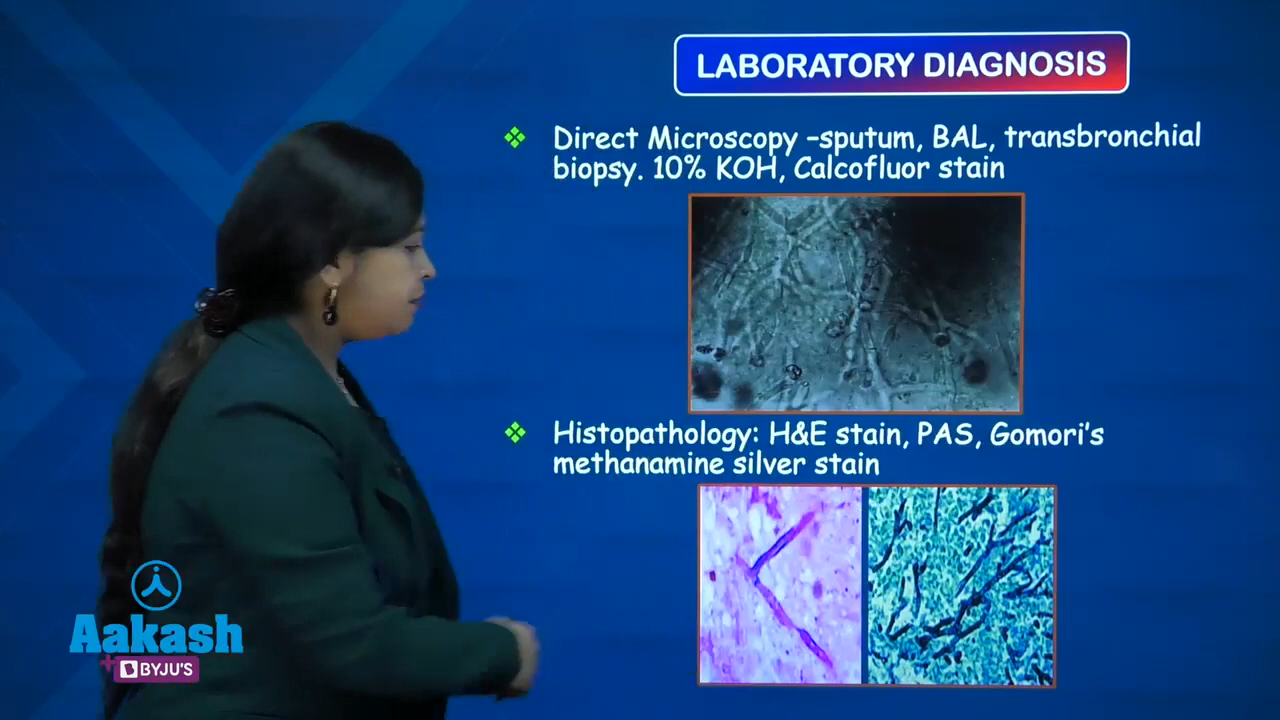 LABORATORY DIAGNOSIS
Direct Microscopy –sputum, BAL, transbronchial
biopsy. 10% KOH, Calcofluor stain
Histopathology: H&E stain, PAS, Gomori's
methanamine silver stain
Aakash
+ BYJU'S